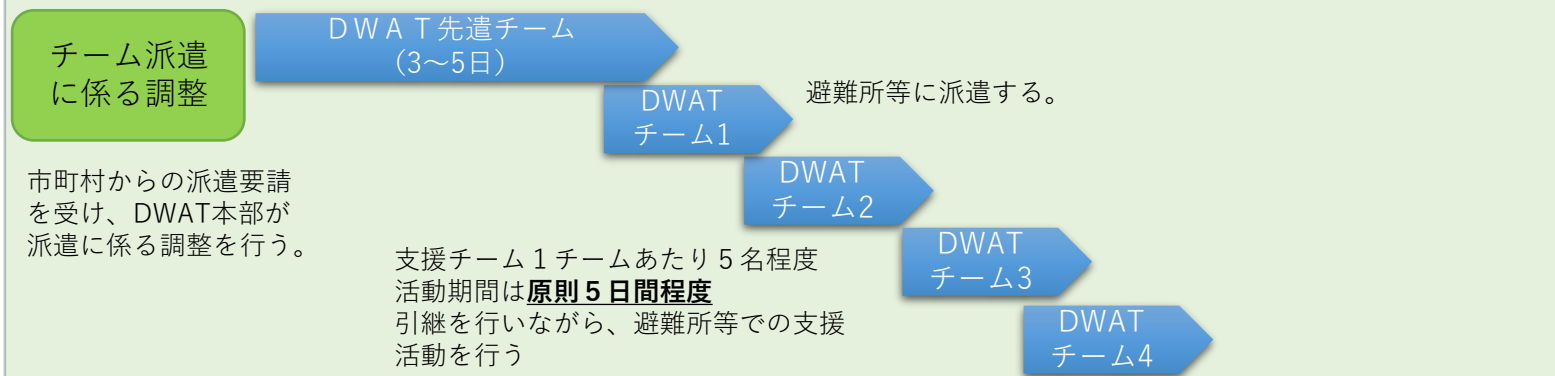 チーム派遣
に係る調整
ＤＷＡＴ先遣チーム
（3～5日）
DWAT
チーム1
避難所等に派遣する。
市町村からの派遣要請
を受け、DWAT本部が
派遣に係る調整を行う。
DWAT
チーム2
DWAT
チーム3
支援チーム１チームあたり５名程度
活動期間は原則５日間程度
引継を行いながら、避難所等での支援
活動を行う
DWAT
チーム4